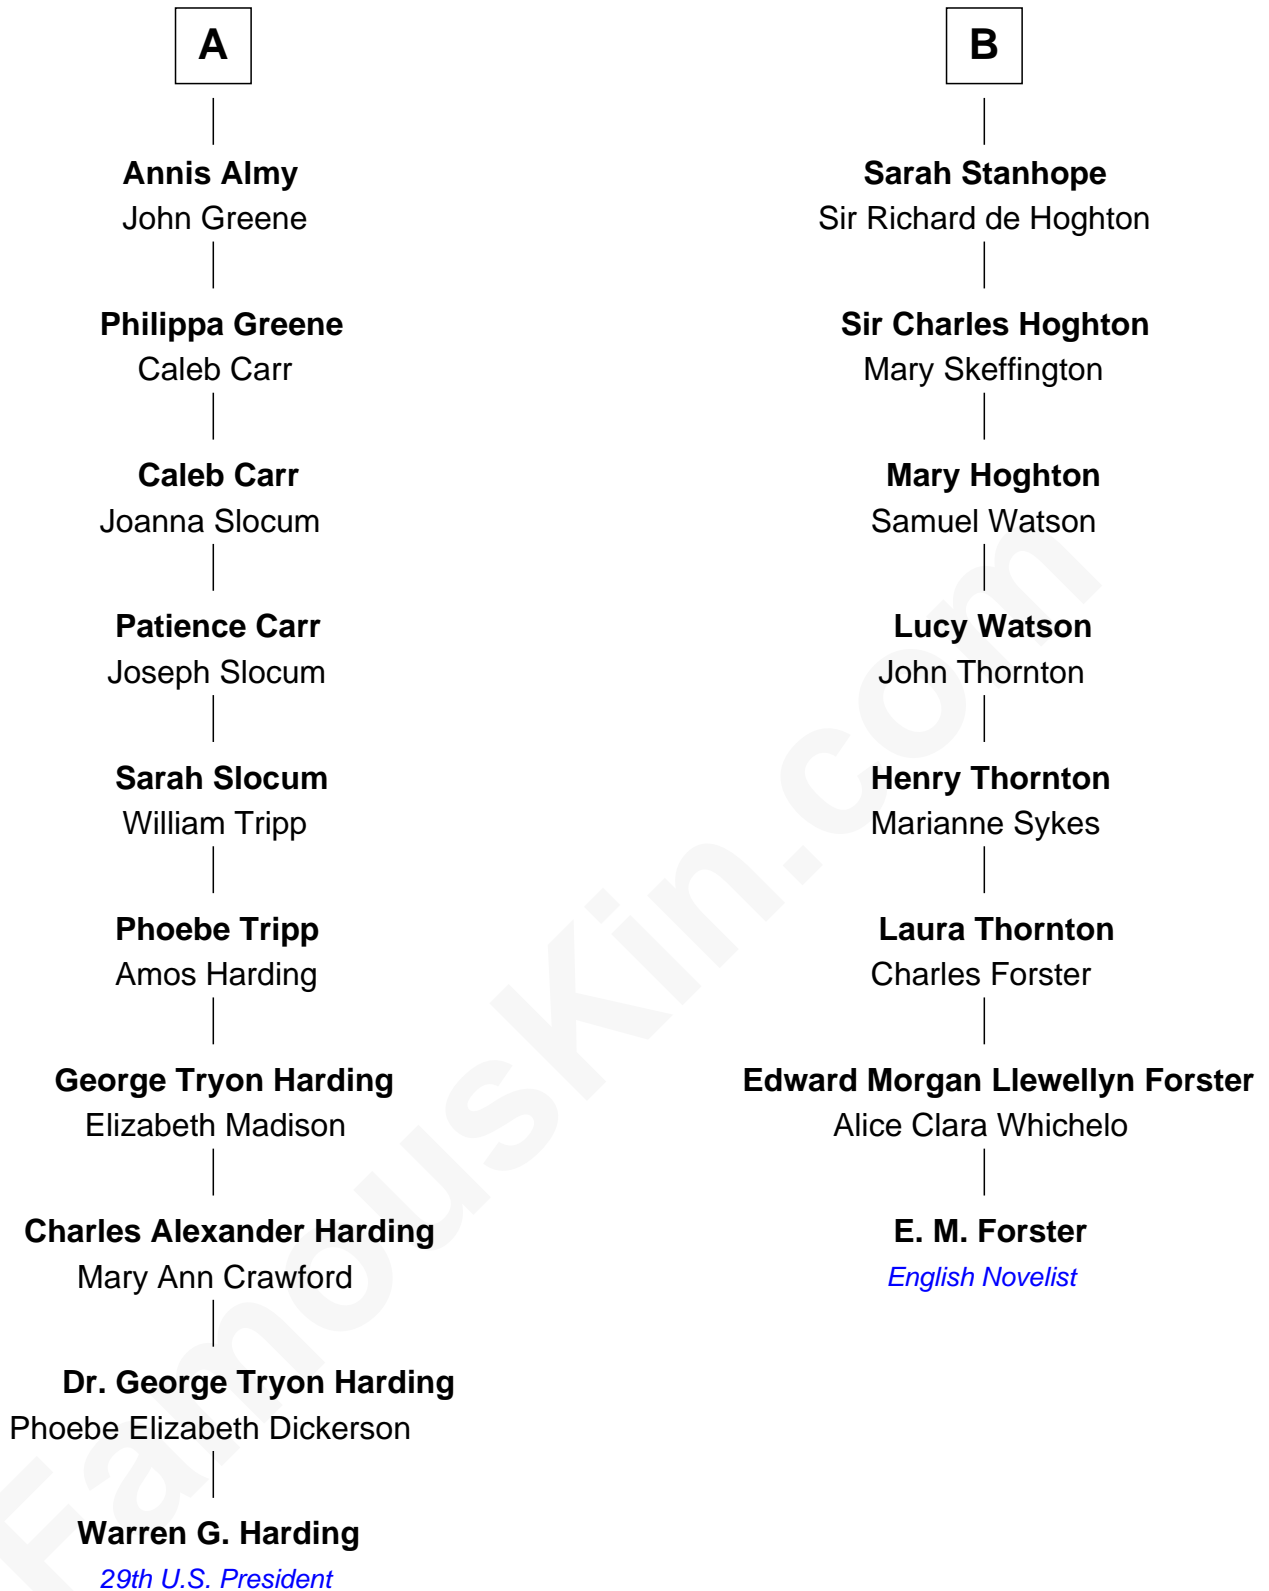 A
Annis Almy
John Greene
Philippa Greene
Caleb Carr
Caleb Carr
Joanna Slocum
Patience Carr
Joseph Slocum
Sarah Slocum
William Tripp
Phoebe Tripp
Amos Harding
George Tryon Harding
Elizabeth Madison
Charles Alexander Harding
Mary Ann Crawford
Dr. George Tryon Harding
Phoebe Elizabeth Dickerson
Warren G. Harding
29th U.S. President
B
Sarah Stanhope
Sir Richard de Hoghton
Sir Charles Hoghton
Mary Skeffington
Mary Hoghton
Samuel Watson
Lucy Watson
John Thornton
Henry Thornton
Marianne Sykes
Laura Thornton
Charles Forster
Edward Morgan Llewellyn Forster
Alice Clara Whichelo
E. M. Forster
English Novelist
FamousKin.com